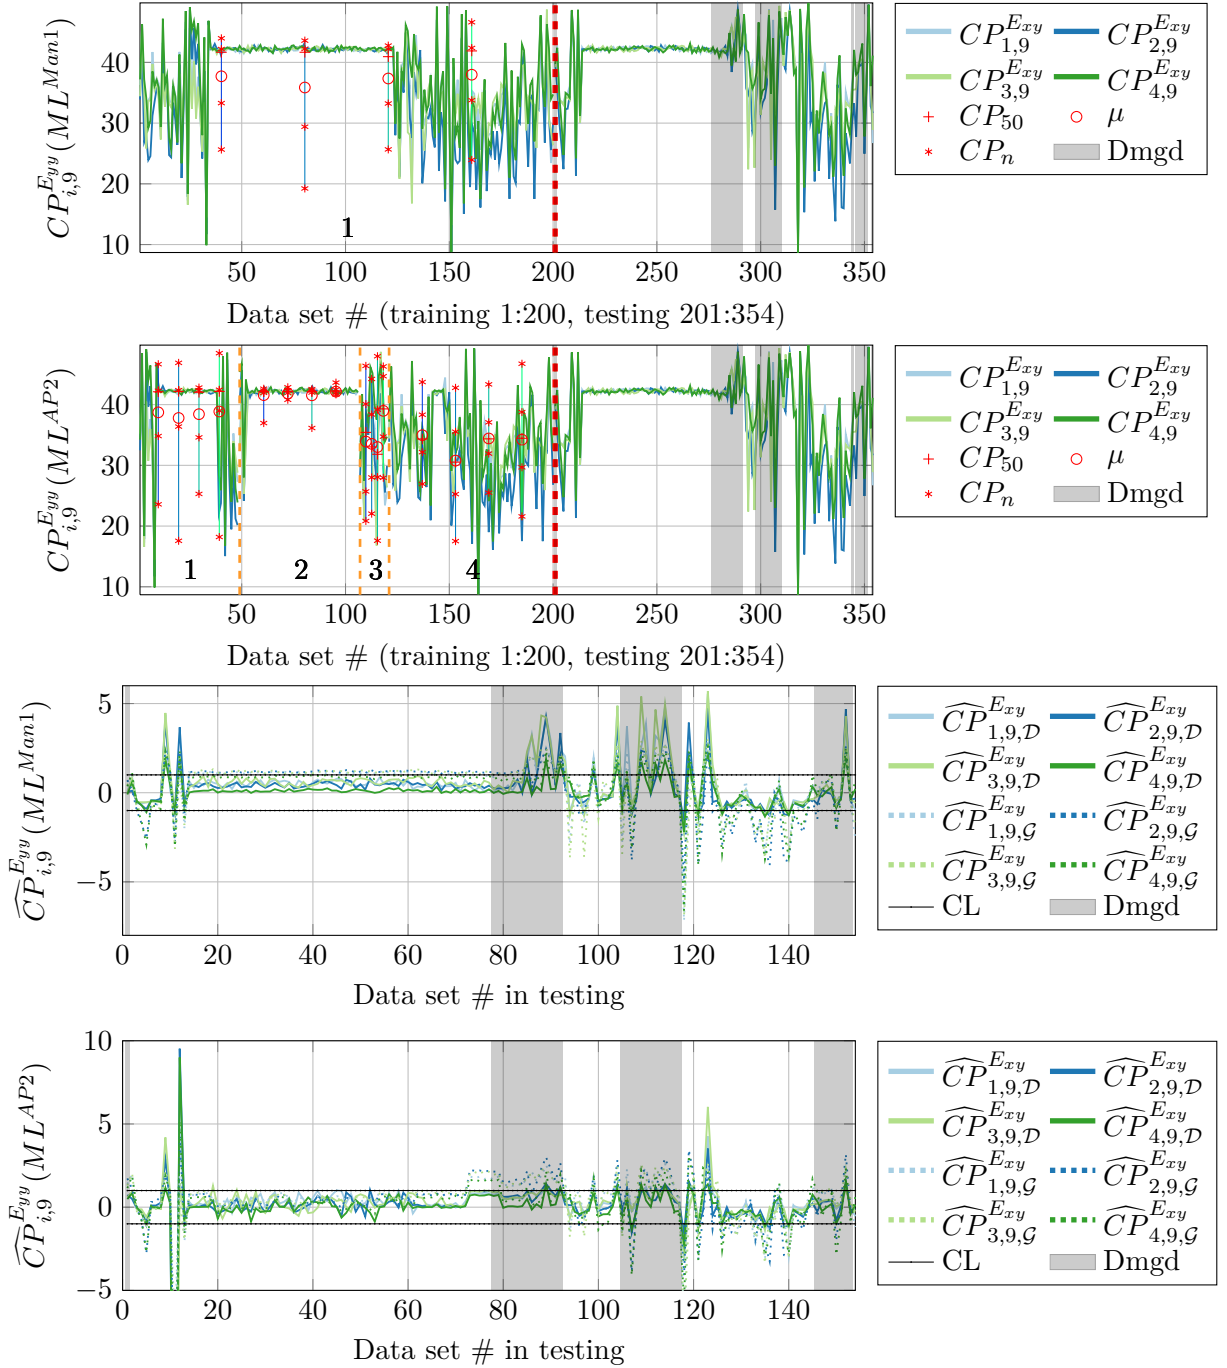 40
30
20
10
50
100
150
200
250
300
350
1
$CP_{i,9}^{E_{yy}}(ML^{Man1})$
Data set # (training 1:200, testing 201:354)
$CP_{1,9}^{E_{xy}}$ $CP_{2,9}^{E_{xy}}$
$CP_{3,9}^{E_{xy}}$ $CP_{4,9}^{E_{xy}}$
$CP_{50}$ $\mu$
$CP_n$ Dmgd
40
30
20
10
50
100
150
200
250
300
350
1 2 3 4
$CP_{i,9}^{E_{yy}}(ML^{AP2})$
Data set # (training 1:200, testing 201:354)
$CP_{1,9}^{E_{xy}}$ $CP_{2,9}^{E_{xy}}$
$CP_{3,9}^{E_{xy}}$ $CP_{4,9}^{E_{xy}}$
$CP_{50}$ $\mu$
$CP_n$ Dmgd
5
0
−5
0
20
40
60
80
100
120
140
$\widehat{CP}_{i,9}^{E_{yy}}(ML^{Man1})$
Data set # in testing
$\widehat{CP}_{1,9,\mathcal{D}}^{E_{xy}}$ $\widehat{CP}_{2,9,\mathcal{D}}^{E_{xy}}$
$\widehat{CP}_{3,9,\mathcal{D}}^{E_{xy}}$ $\widehat{CP}_{4,9,\mathcal{D}}^{E_{xy}}$
$\widehat{CP}_{1,9,\mathcal{G}}^{E_{xy}}$ $\widehat{CP}_{2,9,\mathcal{G}}^{E_{xy}}$
$\widehat{CP}_{3,9,\mathcal{G}}^{E_{xy}}$ $\widehat{CP}_{4,9,\mathcal{G}}^{E_{xy}}$
CL Dmgd
10
5
0
−5
0
20
40
60
80
100
120
140
$\widehat{CP}_{i,9}^{E_{yy}}(ML^{AP2})$
Data set # in testing
$\widehat{CP}_{1,9,\mathcal{D}}^{E_{xy}}$ $\widehat{CP}_{2,9,\mathcal{D}}^{E_{xy}}$
$\widehat{CP}_{3,9,\mathcal{D}}^{E_{xy}}$ $\widehat{CP}_{4,9,\mathcal{D}}^{E_{xy}}$
$\widehat{CP}_{1,9,\mathcal{G}}^{E_{xy}}$ $\widehat{CP}_{2,9,\mathcal{G}}^{E_{xy}}$
$\widehat{CP}_{3,9,\mathcal{G}}^{E_{xy}}$ $\widehat{CP}_{4,9,\mathcal{G}}^{E_{xy}}$
CL Dmgd